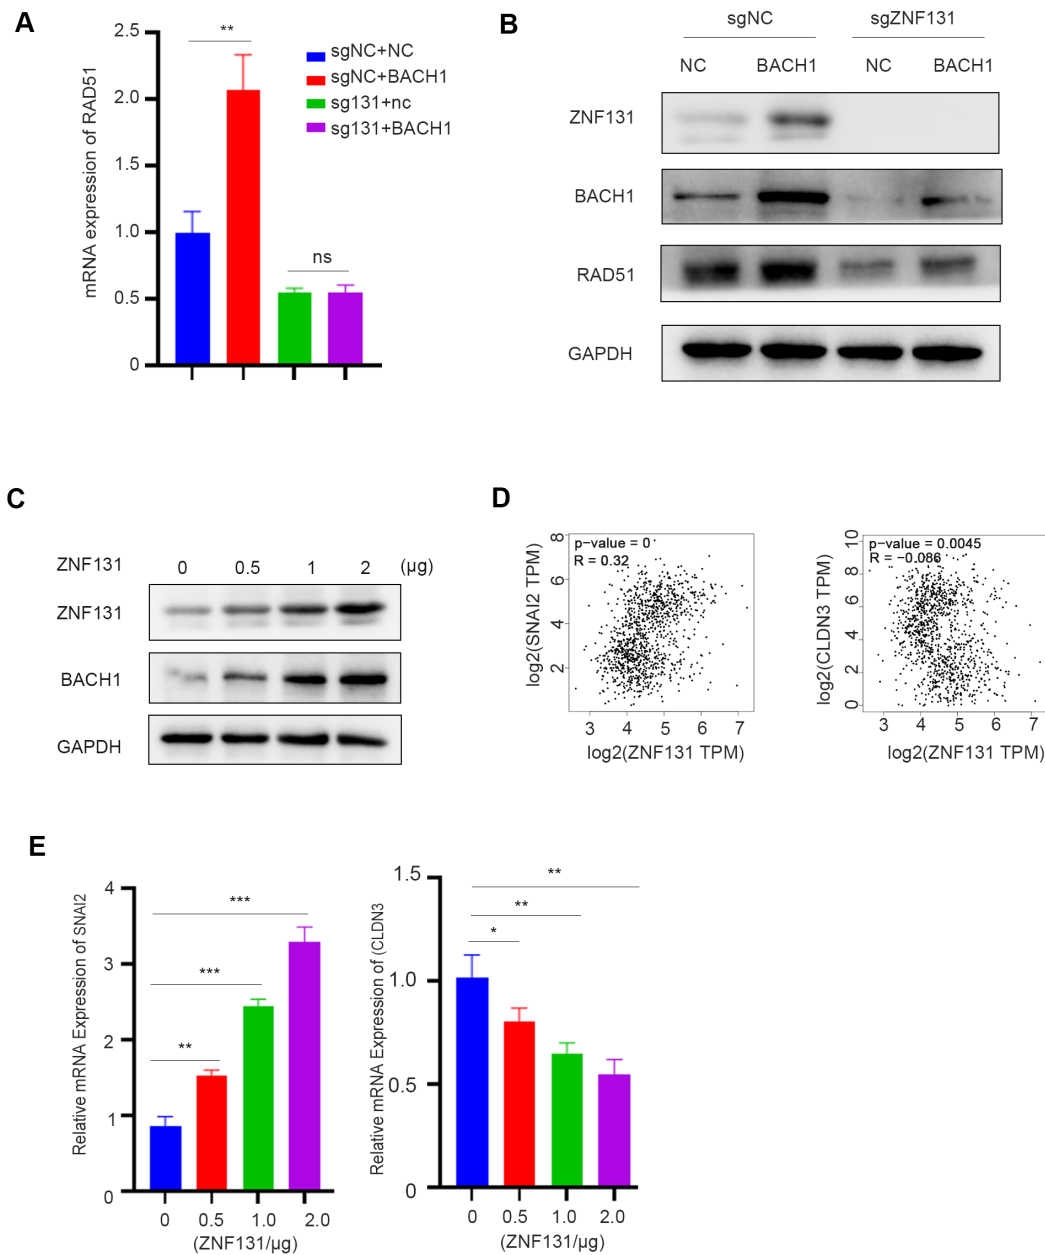 A
mRNA expression of RAD51
2.5
2.0
1.5
1.0
0.5
0
**
ns
sgNC+NC
sgNC+BACH1
sg131+nc
sg131+BACH1
B
sgNC sgZNF131
NC BACH1 NC BACH1
ZNF131
BACH1
RAD51
GAPDH
C
ZNF131 0 0.5 1 2 (μg)
ZNF131
BACH1
GAPDH
D
log2(SNAI2 TPM)
8
6
4
2
p−value = 0
R = 0.32
3 4 5 6 7
log2(ZNF131 TPM)
log2(CLDN3 TPM)
10
8
6
4
2
0
p−value = 0.0045
R = −0.086
3 4 5 6 7
log2(ZNF131 TPM)
E
Relative mRNA Expression of SNAI2
4
3
2
1
0
***
***
**
0 0.5 1.0 2.0
(ZNF131/μg)
Relative mRNA Expression of (CLDN3
1.5
1.0
0.5
0
**
**
*
0 0.5 1.0 2.0
(ZNF131/μg)